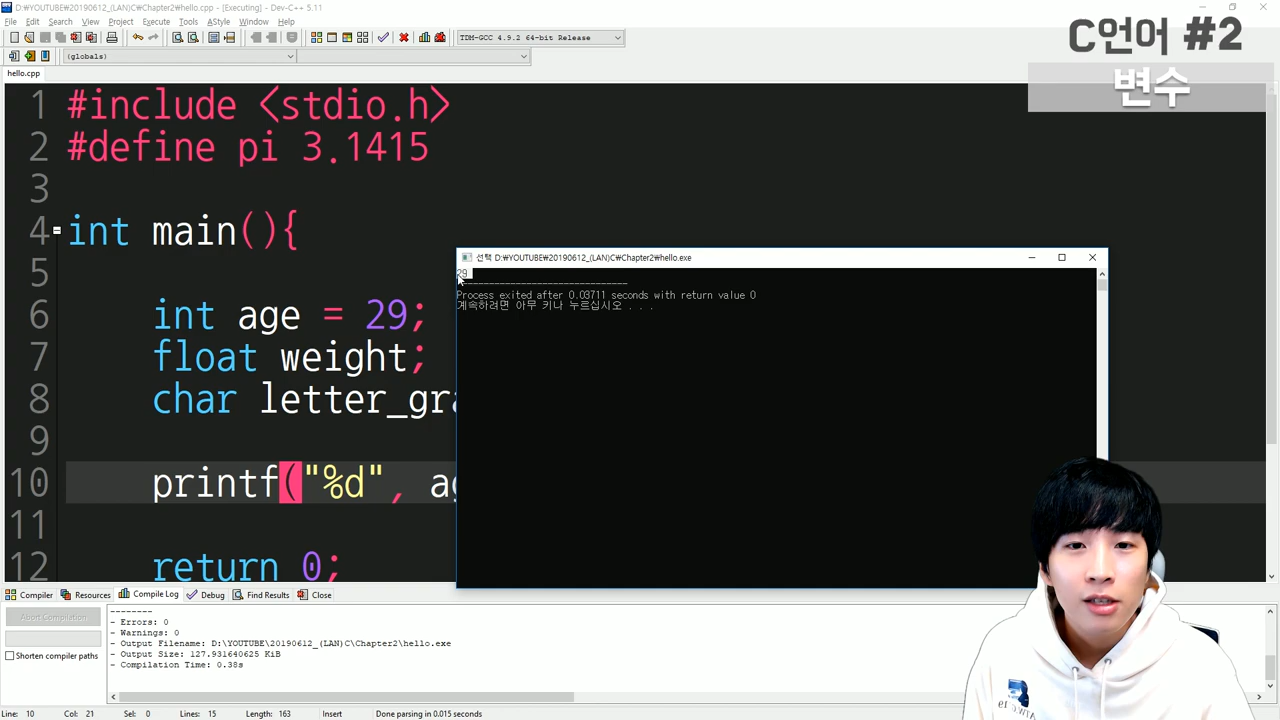 D:₩YOUTUBE₩20190612_(LAN)C₩Chapter2₩hello.cpp - [Executing] - Dev-C++ 5.11
File Edit Search View Project Execute Tools AStyle Window Help
TDM-GCC 4.9.2 64-bit Release
(globals)
hello.cpp
C언어 #2
변수
1 #include <stdio.h>
2 #define pi 3.1415
3
4 int main(){
5
6 int age = 29;
7 float weight;
8 char letter_gra
9
10 printf("%d", ag
11
12 return 0;
선택 D:₩YOUTUBE₩20190612_(LAN)C₩Chapter2₩hello.exe
29
--------------------------------
Process exited after 0.03711 seconds with return value 0
계속하려면 아무 키나 누르십시오 . . .
Compiler Resources Compile Log Debug Find Results Close
Abort Compilation
Shorten compiler paths
--------
- Errors: 0
- Warnings: 0
- Output Filename: D:\YOUTUBE\20190612_(LAN)C\Chapter2\hello.exe
- Output Size: 127.931640625 KiB
- Compilation Time: 0.38s
Line: 10 Col: 21 Sel: 0 Lines: 15 Length: 163 Insert Done parsing in 0.015 seconds